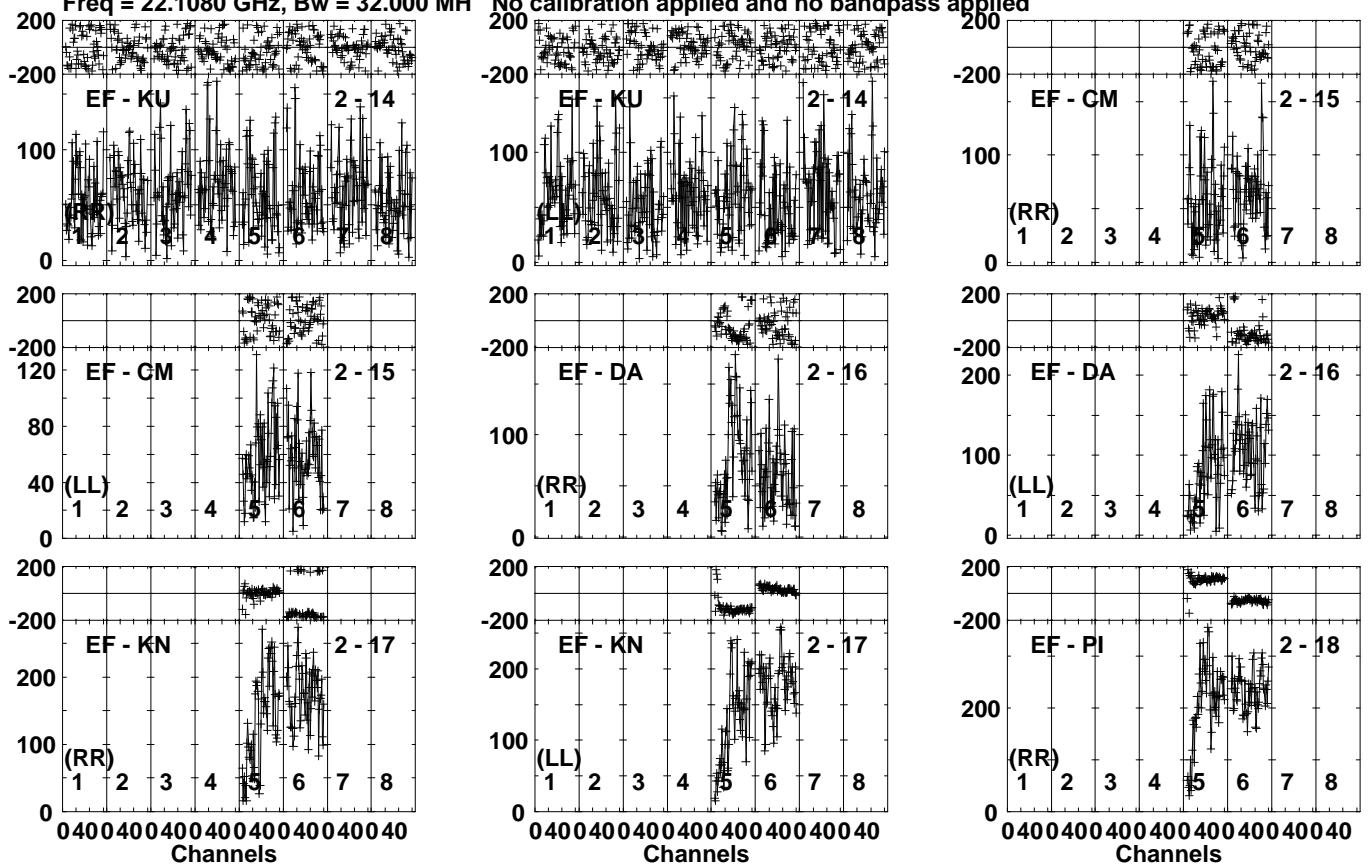 Freq = 22.1080 GHz, Bw = 32.000 MH No calibration applied and no bandpass applied
200
-200
EF - KU 2 - 14
100
(RR)
1 2 3 4 5 6 7 8
0
200
-200
EF - KU 2 - 14
100
(LL)
1 2 3 4 5 6 7 8
0
200
-200
EF - CM 2 - 15
100
(RR)
1 2 3 4 5 6 7 8
0
200
-200
120
EF - CM 2 - 15
80
40
(LL)
1 2 3 4 5 6 7 8
0
200
-200
EF - DA 2 - 16
100
(RR)
1 2 3 4 5 6 7 8
0
200
-200
200
EF - DA 2 - 16
100
(LL)
1 2 3 4 5 6 7 8
0
200
-200
EF - KN 2 - 17
200
100
(RR)
1 2 3 4 5 6 7 8
0
0 40 0 40 0 40 0 40 0 40 0 40 0 40 0 40
Channels
200
-200
EF - KN 2 - 17
200
100
(LL)
1 2 3 4 5 6 7 8
0
0 40 0 40 0 40 0 40 0 40 0 40 0 40 0 40
Channels
200
-200
EF - PI 2 - 18
200
(RR)
1 2 3 4 5 6 7 8
0
0 40 0 40 0 40 0 40 0 40 0 40 0 40 0 40
Channels